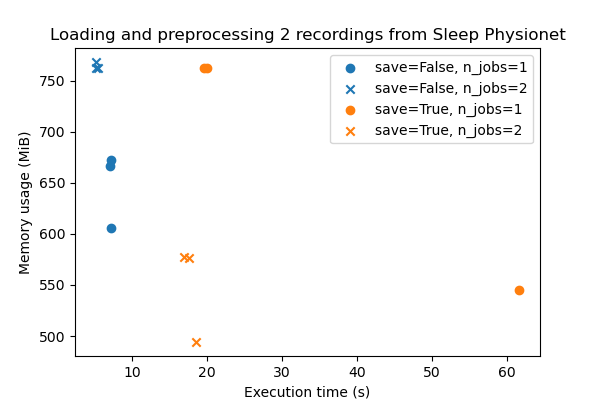 Loading and preprocessing 2 recordings from Sleep Physionet
save=False, n_jobs=1
save=False, n_jobs=2
save=True, n_jobs=1
save=True, n_jobs=2
Memory usage (MiB)
750
700
650
600
550
500
10 20 30 40 50 60
Execution time (s)